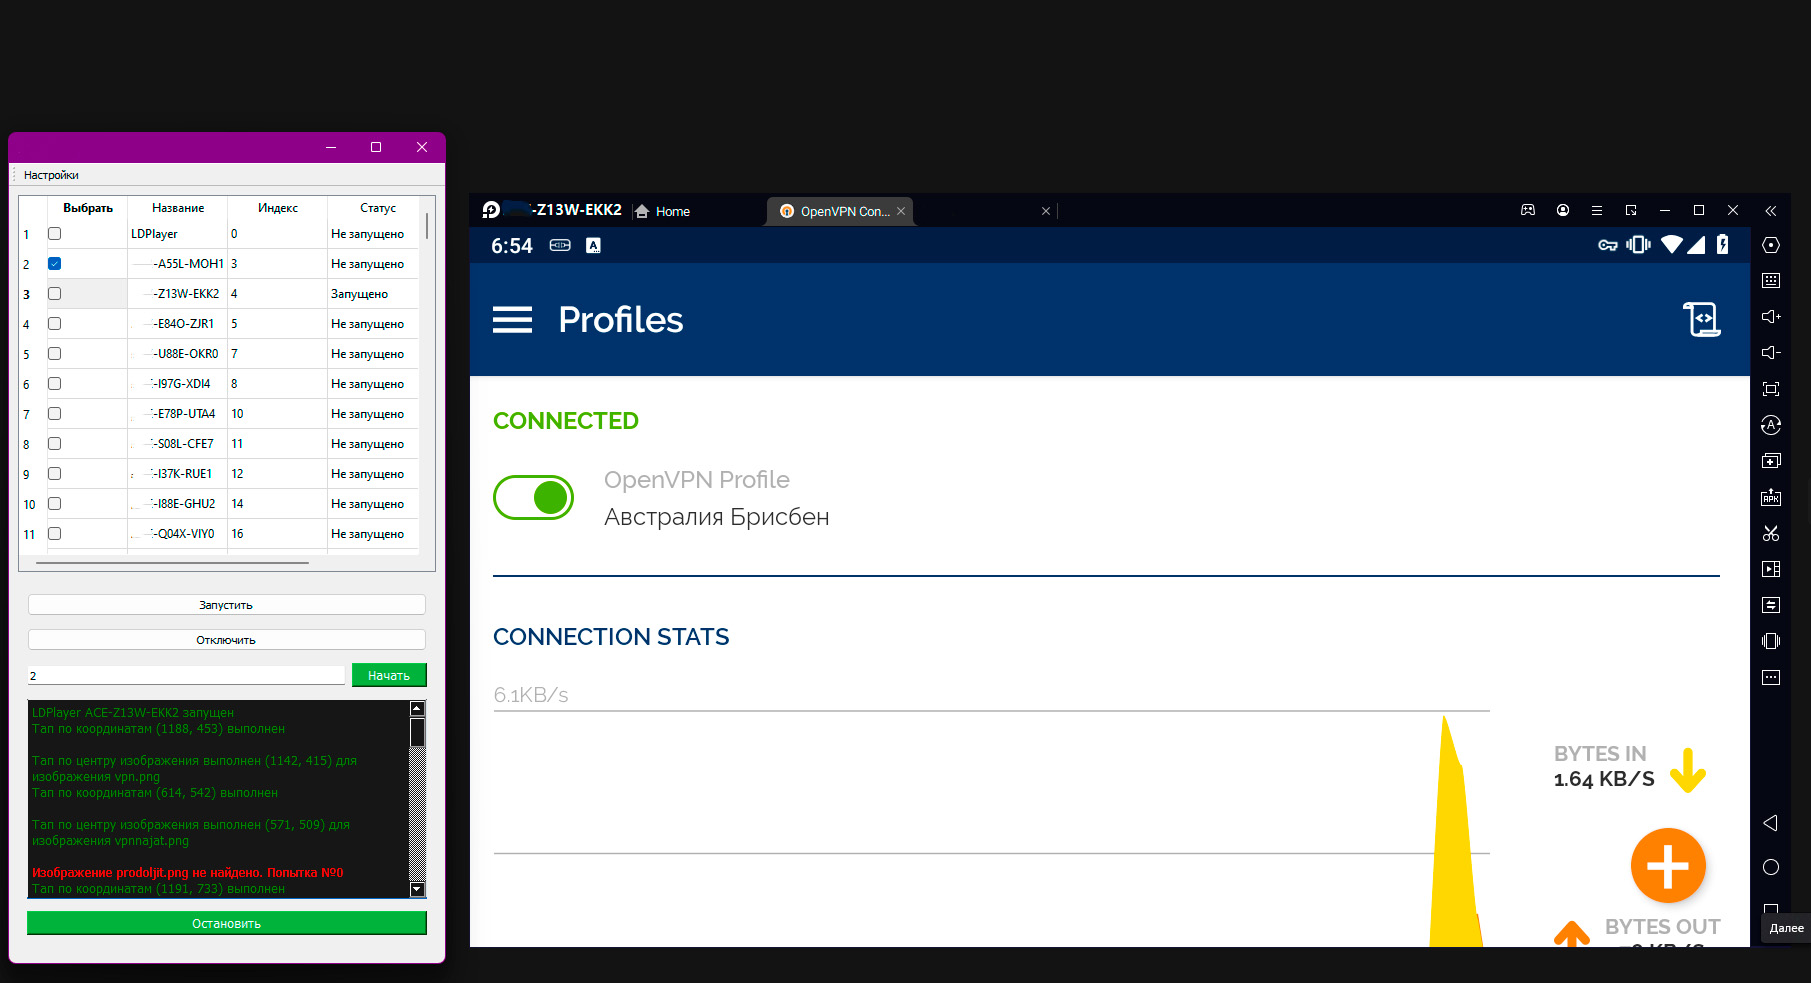 Настройки
Выбрать Название Индекс Статус
1 LDPlayer 0 Не запущено
2 -A55L-MOH1 3 Не запущено
3 -Z13W-EKK2 4 Запущено
4 -E84O-ZJR1 5 Не запущено
5 -U88E-OKR0 7 Не запущено
6 -I97G-XDI4 8 Не запущено
7 -E78P-UTA4 10 Не запущено
8 -S08L-CFE7 11 Не запущено
9 -I37K-RUE1 12 Не запущено
10 -I88E-GHU2 14 Не запущено
11 -Q04X-VIY0 16 Не запущено
Запустить
Отключить
2 Начать
LDPlayer ACE-Z13W-EKK2 запущен
Тап по координатам (1188, 453) выполнен
Тап по центру изображения выполнен (1142, 415) для
изображения vpn.png
Тап по координатам (614, 542) выполнен
Тап по центру изображения выполнен (571, 509) для
изображения vpnnajat.png
Изображение prodoljit.png не найдено. Попытка №0
Тап по координатам (1191, 733) выполнен
Остановить
-Z13W-EKK2 Home OpenVPN Con...
6:54
Profiles
CONNECTED
OpenVPN Profile
Австралия Брисбен
CONNECTION STATS
6.1KB/s
BYTES IN
1.64 KB/S
BYTES OUT
Далее